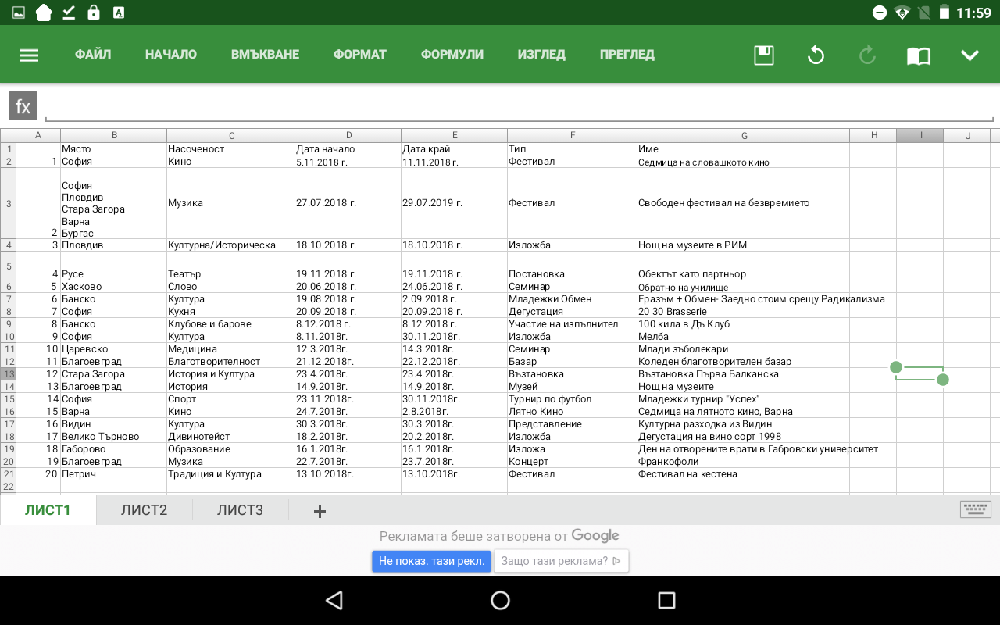 11:59
ФАЙЛ НАЧАЛО ВМЪКВАНЕ ФОРМАТ ФОРМУЛИ ИЗГЛЕД ПРЕГЛЕД
fx
A B C D E F G H I J
1 Място Насоченост Дата начало Дата край Тип Име
2 1 София Кино 5.11.2018 г. 11.11.2018 г. Фестивал Седмица на словашкото кино
София
Пловдив
3 Стара Загора Музика 27.07.2018 г. 29.07.2019 г. Фестивал Свободен фестивал на безвремието
Варна
2 Бургас
4 3 Пловдив Културна/Историческа 18.10.2018 г. 18.10.2018 г. Изложба Нощ на музеите в РИМ
5 4 Русе Театър 19.11.2018 г. 19.11.2018 г. Постановка Обектът като партньор
6 5 Хасково Слово 20.06.2018 г. 24.06.2018 г. Семинар Обратно на училище
7 6 Банско Култура 19.08.2018 г. 2.09.2018 г. Младежки Обмен Еразъм + Обмен- Заедно стоим срещу Радикализма
8 7 София Кухня 20.09.2018 г. 20.09.2018 г. Дегустация 20 30 Brasserie
9 8 Банско Клубове и барове 8.12.2018 г. 8.12.2018 г. Участие на изпълнител 100 кила в Дъ Клуб
10 9 София Култура 8.11.2018г. 30.11.2018г. Изложба Мелба
11 10 Царевско Медицина 12.3.2018г. 14.3.2018г. Семинар Млади зъболекари
12 11 Благоевград Благотворителност 21.12.2018г. 22.12.2018г. Базар Коледен благотворителен базар
13 12 Стара Загора История и Култура 23.4.2018г. 23.4.2018г. Възтановка Възтановка Първа Балканска
14 13 Благоевград История 14.9.2018г. 14.9.2018г. Музей Нощ на музеите
15 14 София Спорт 23.11.2018г. 30.11.2018г. Турнир по футбол Младежки турнир "Успех"
16 15 Варна Кино 24.7.2018г. 2.8.2018г. Лятно Кино Седмица на лятното кино, Варна
17 16 Видин Култура 30.3.2018г. 30.3.2018г. Представление Културна разходка из Видин
18 17 Велико Търново Дивинотейст 18.2.2018г. 20.2.2018г. Изложба Дегустация на вино сорт 1998
19 18 Габорово Образование 16.1.2018г. 16.1.2018г. Изложа Ден на отворените врати в Габровски университет
20 19 Благоевград Музика 22.7.2018г. 23.7.2018г. Концерт Франкофоли
21 20 Петрич Традиция и Култура 13.10.2018г. 13.10.2018г. Фестивал Фестивал на кестена
22
ЛИСТ1 ЛИСТ2 ЛИСТ3 +
Рекламата беше затворена от Google
Не показ. тази рекл. Защо тази реклама?